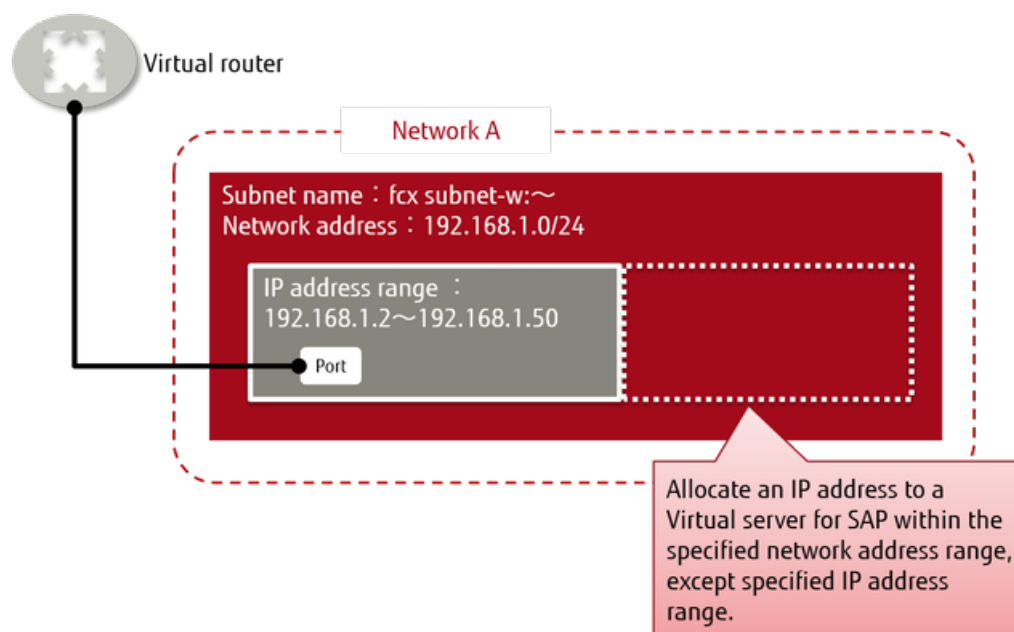 Virtual router
Network A
Subnet name：fcx subnet-w:～
Network address：192.168.1.0/24
IP address range ：
192.168.1.2～192.168.1.50
Port
Allocate an IP address to a
Virtual server for SAP within the
specified network address range,
except specified IP address
range.